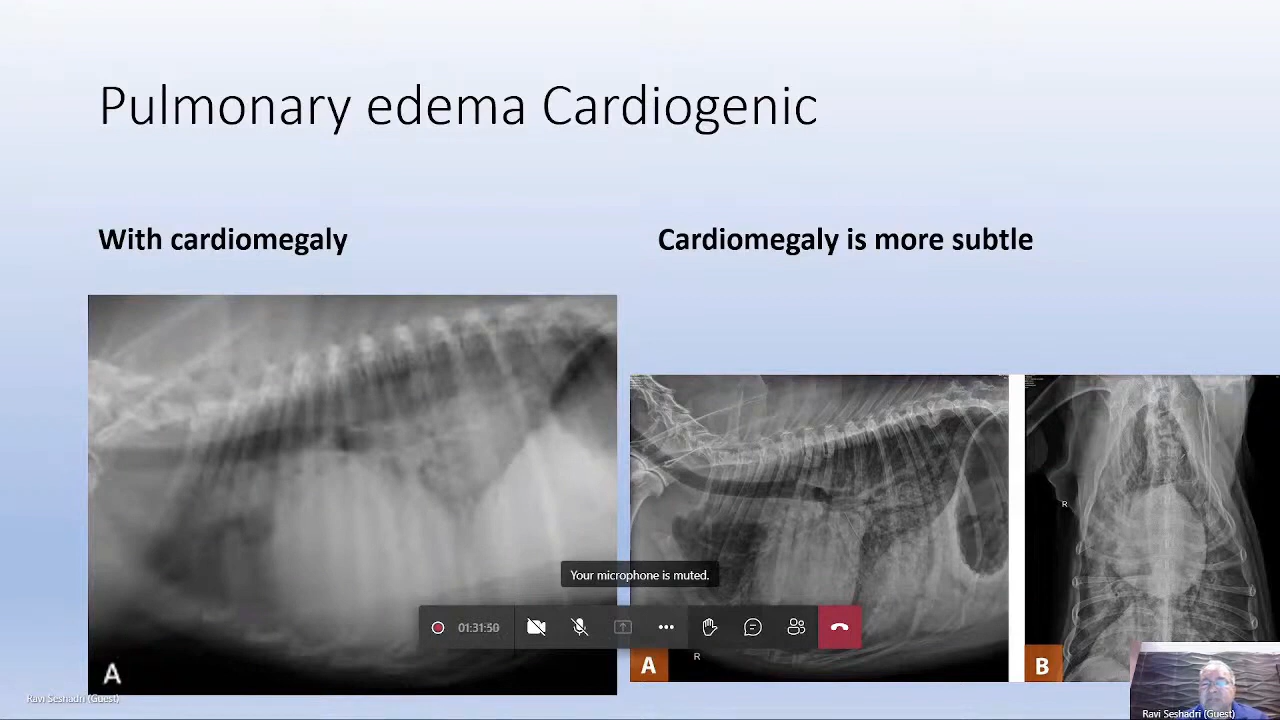 Pulmonary edema Cardiogenic
With cardiomegaly
Cardiomegaly is more subtle
Your microphone is muted.
R
01:31:50
R
A
A
B
Ravi Seshadri (Guest)
Ravi Seshadri (Guest)